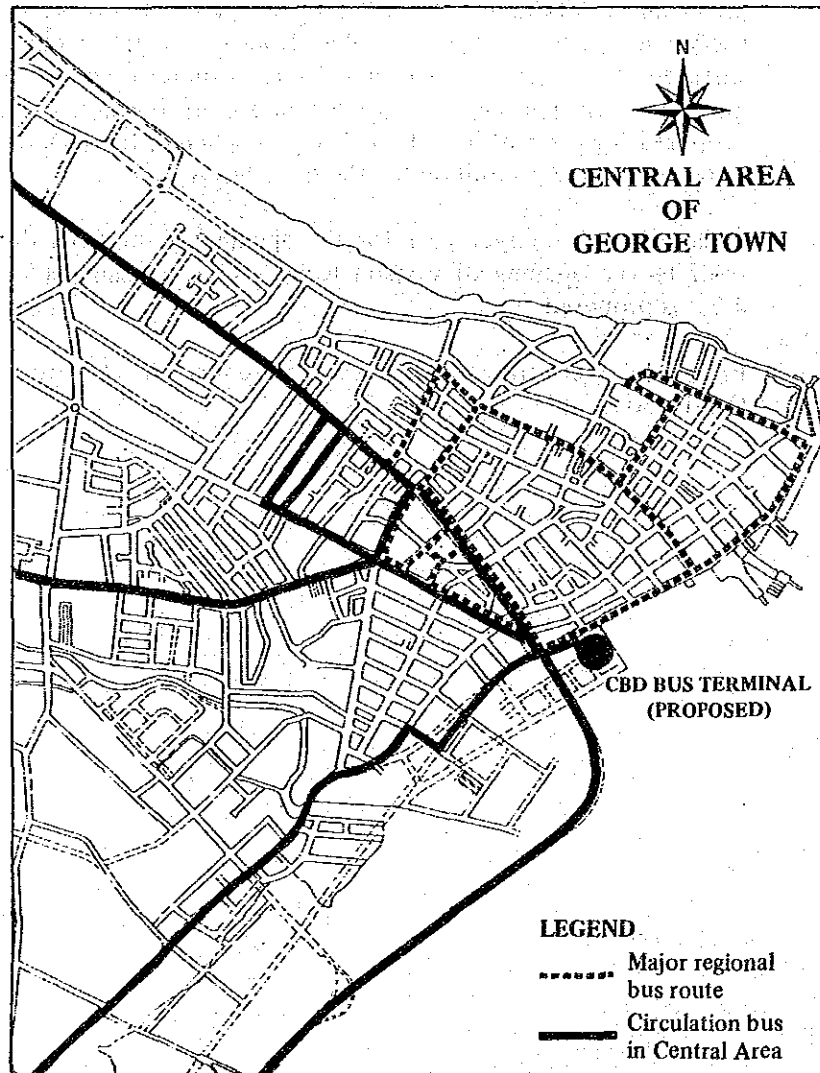 N
CENTRAL AREA
OF
GEORGE TOWN
CBD BUS TERMINAL
(PROPOSED)
LEGEND
Major regional
bus route
Circulation bus
in Central Area